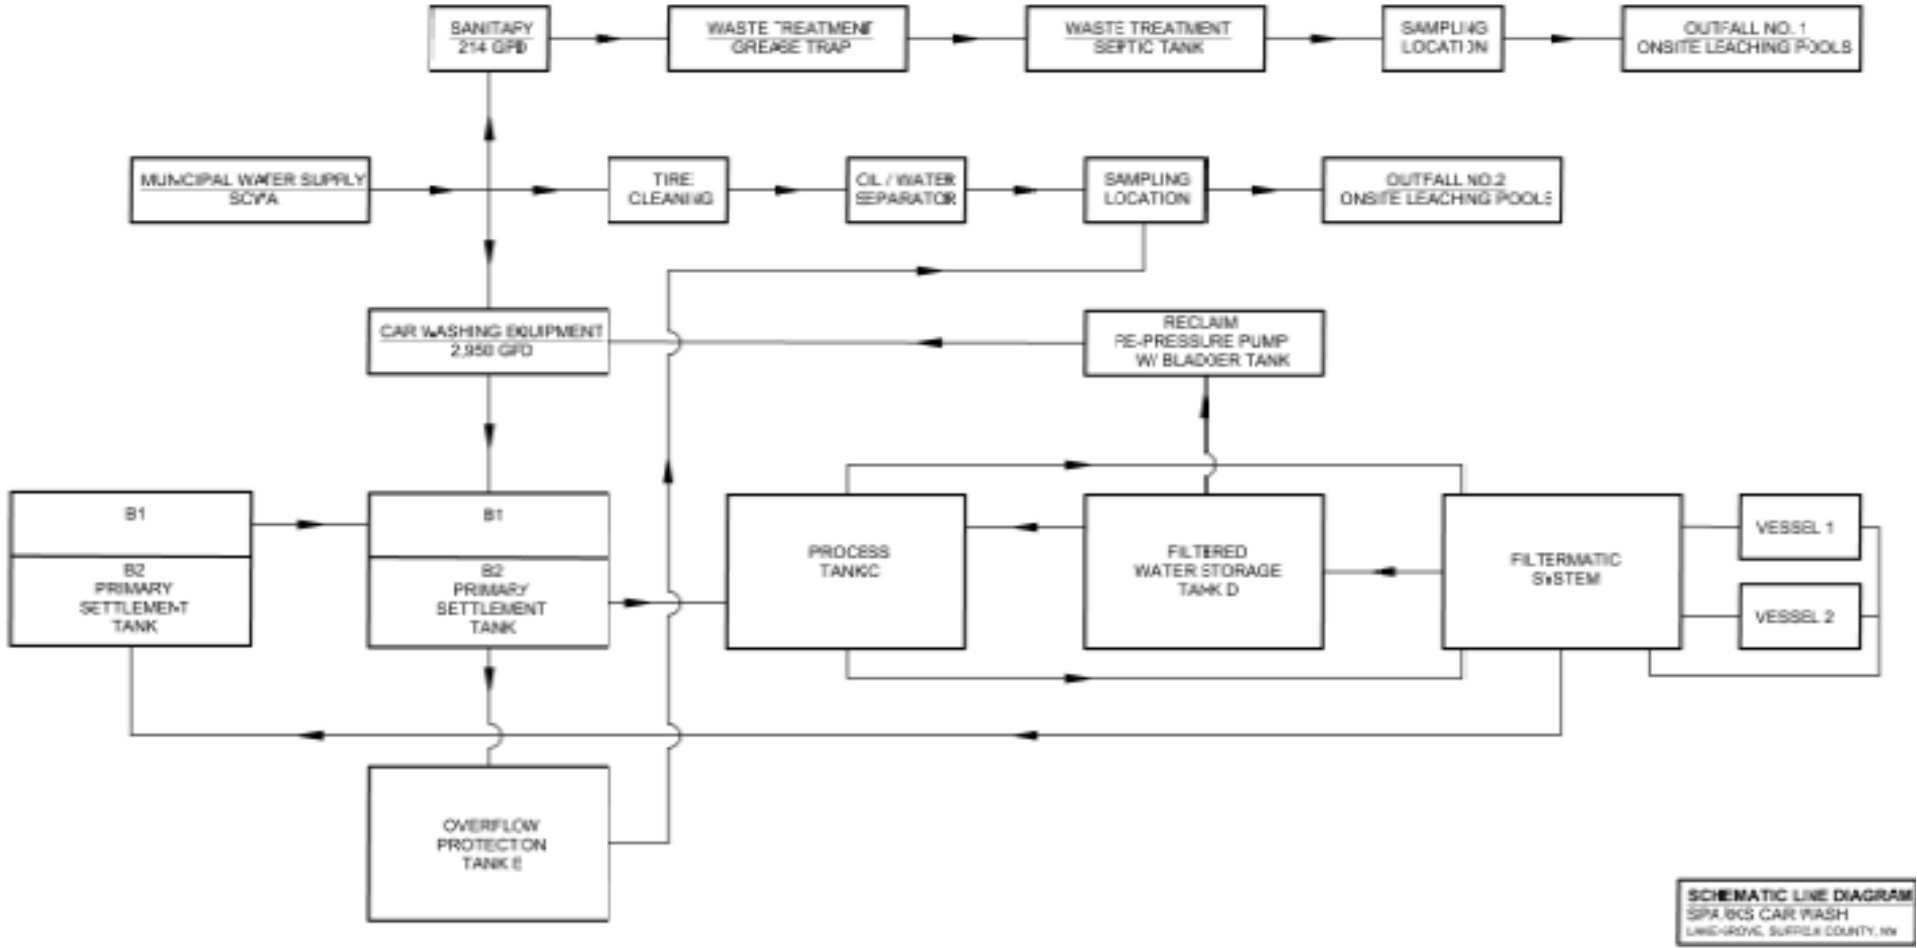 SANITARY
214 GPD
WASTE TREATMENT
GREASE TRAP
WASTE TREATMENT
SEPTIC TANK
SAMPLING
LOCATION
OUTFALL NO. 1
ONSITE LEACHING POOLS
MUNICIPAL WATER SUPPLY
SCWA
TIRE
CLEANING
OIL / WATER
SEPARATOR
SAMPLING
LOCATION
OUTFALL NO.2
ONSITE LEACHING POOLS
CAR WASHING EQUIPMENT
2,950 GPD
RECLAIM
RE-PRESSURE PUMP
W/ BLADDER TANK
B1
B2
PRIMARY
SETTLEMENT
TANK
B1
B2
PRIMARY
SETTLEMENT
TANK
PROCESS
TANK C
FILTERED
WATER STORAGE
TANK D
FILTERMATIC
SYSTEM
VESSEL 1
VESSEL 2
OVERFLOW
PROTECTION
TANK E
SCHEMATIC LINE DIAGRAM
SPARKS CAR WASH
LAKE GROVE, SUFFOLK COUNTY,